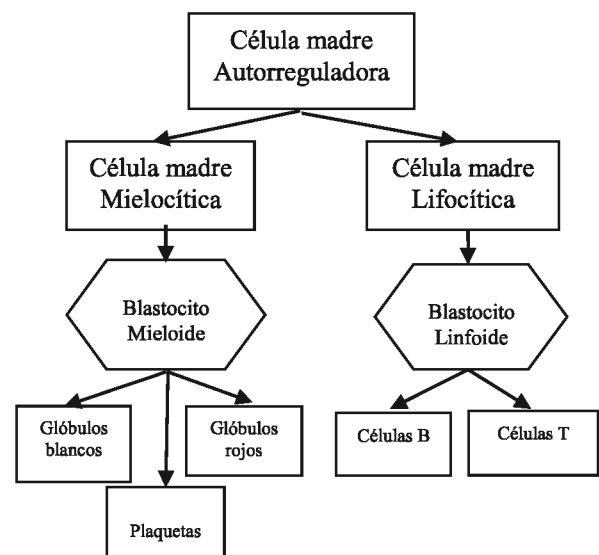 Célula madre
Autorreguladora
Célula madre
Mielocítica
Célula madre
Lifocítica
Blastocito
Mieloide
Blastocito
Linfoide
Glóbulos
blancos
Glóbulos
rojos
Células B
Células T
Plaquetas